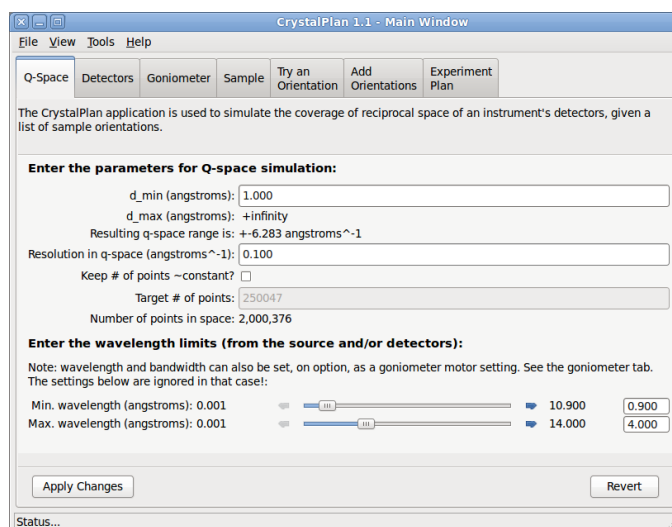 CrystalPlan 1.1 - Main Window
File View Tools Help
Q-Space Detectors Goniometer Sample Try an Orientation Add Orientations Experiment Plan
The CrystalPlan application is used to simulate the coverage of reciprocal space of an instrument's detectors, given a
list of sample orientations.
Enter the parameters for Q-space simulation:
d_min (angstroms): 1.000
d_max (angstroms): +infinity
Resulting q-space range is: +-6.283 angstroms^-1
Resolution in q-space (angstroms^-1): 0.100
Keep # of points ~constant?
Target # of points: 250047
Number of points in space: 2,000,376
Enter the wavelength limits (from the source and/or detectors):
Note: wavelength and bandwidth can also be set, on option, as a goniometer motor setting. See the goniometer tab.
The settings below are ignored in that case!:
Min. wavelength (angstroms): 0.001 10.900 0.900
Max. wavelength (angstroms): 0.001 14.000 4.000
Apply Changes Revert
Status...